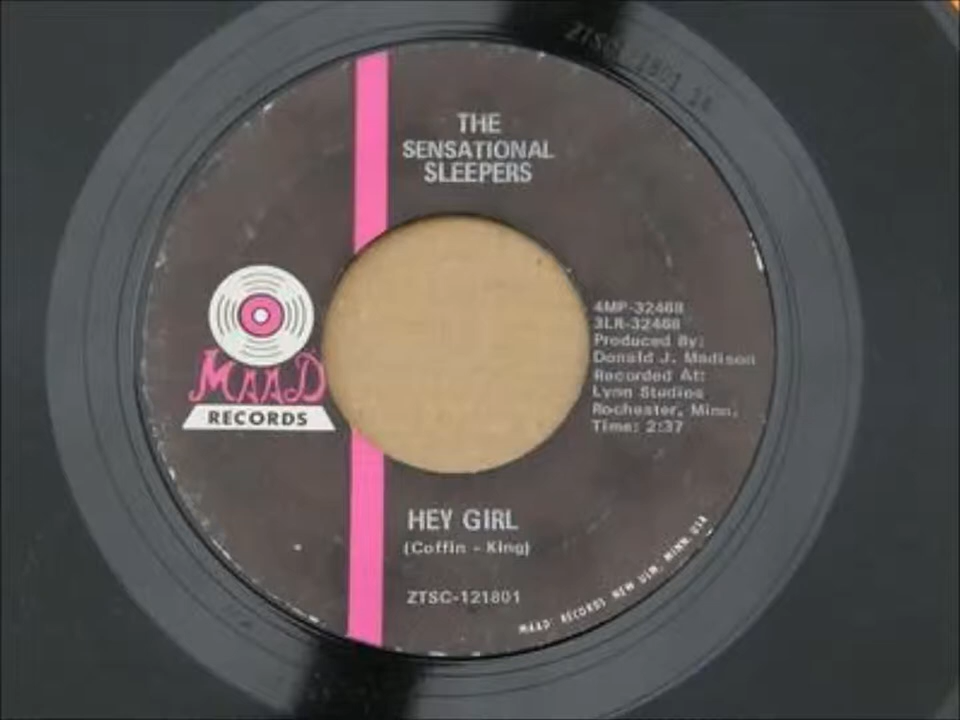 THE
SENSATIONAL
SLEEPERS
MAAD
RECORDS
4MP-32468
3LR-32468
Produced By:
Donald J. Madison
Recorded At:
Lynn Studios
Rochester, Minn.
Time: 2:37
HEY GIRL
(Coffin - King)
ZTSC-121801
MAAD RECORDS NEW ULM, MINN. USA